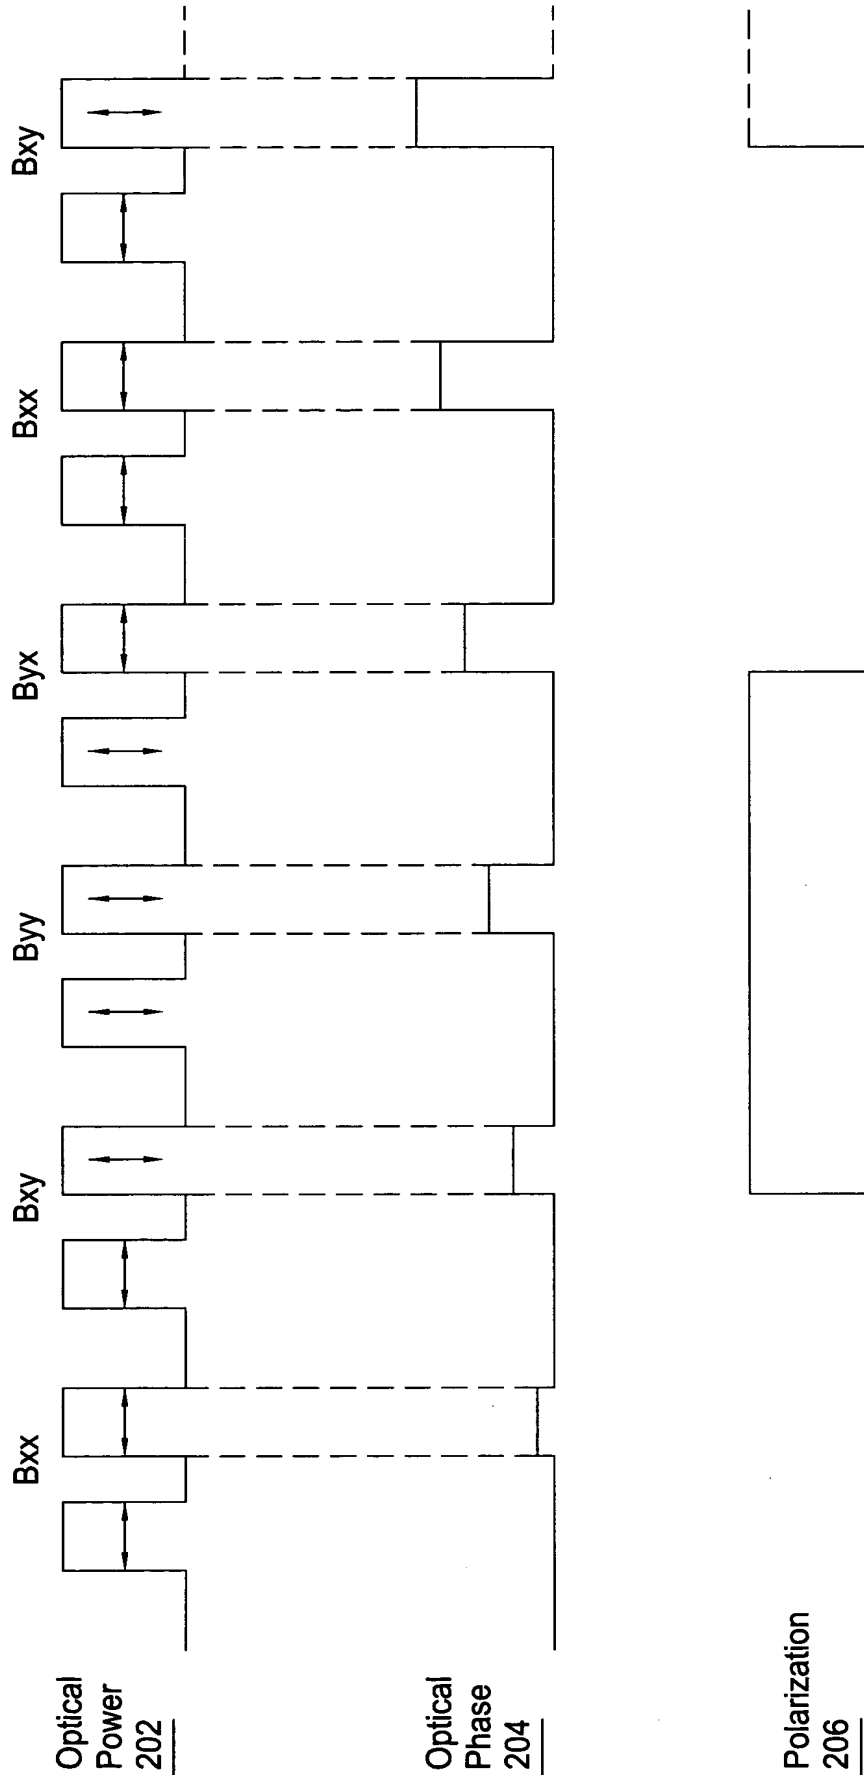 Bxx
Bxy
Byy
Byx
Bxx
Bxy
Optical
Power
202
Optical
Phase
204
Polarization
206